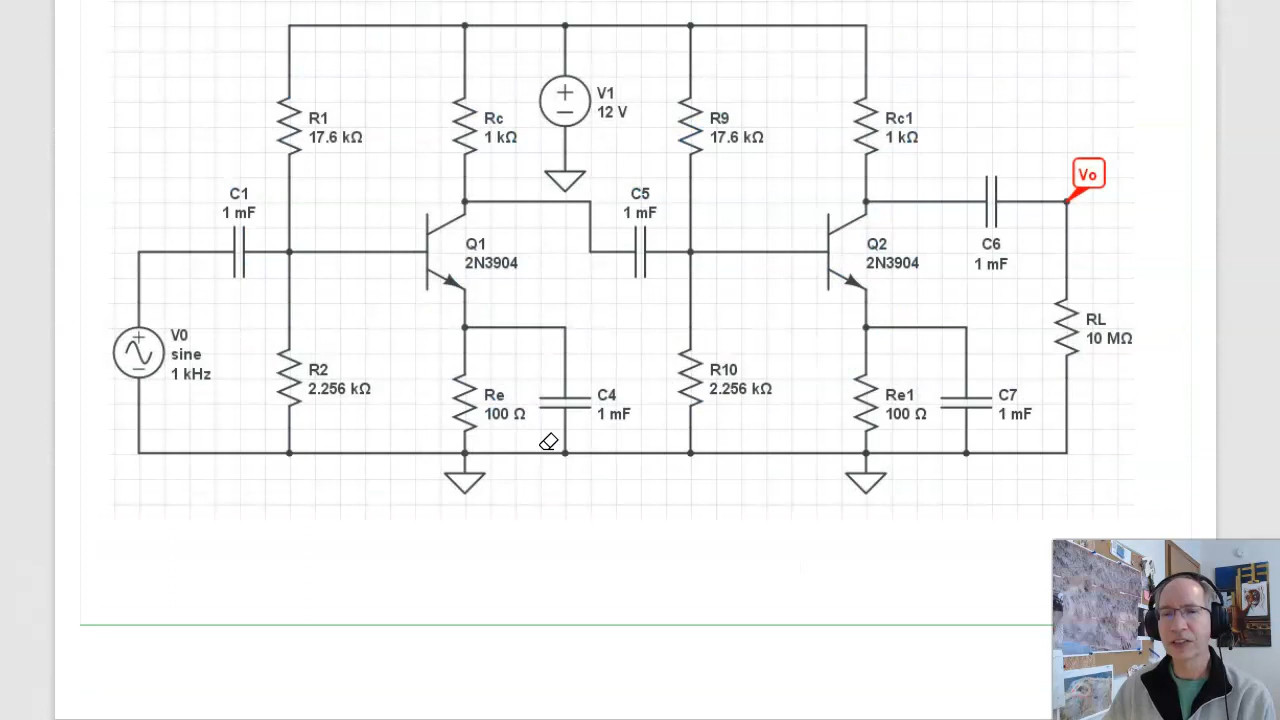 R1
17.6 kΩ
Rc
1 kΩ
V1
12 V
R9
17.6 kΩ
Rc1
1 kΩ
Vo
C1
1 mF
C5
1 mF
Q1
2N3904
Q2
2N3904
C6
1 mF
V0
sine
1 kHz
R2
2.256 kΩ
Re
100 Ω
C4
1 mF
R10
2.256 kΩ
Re1
100 Ω
C7
1 mF
RL
10 MΩ